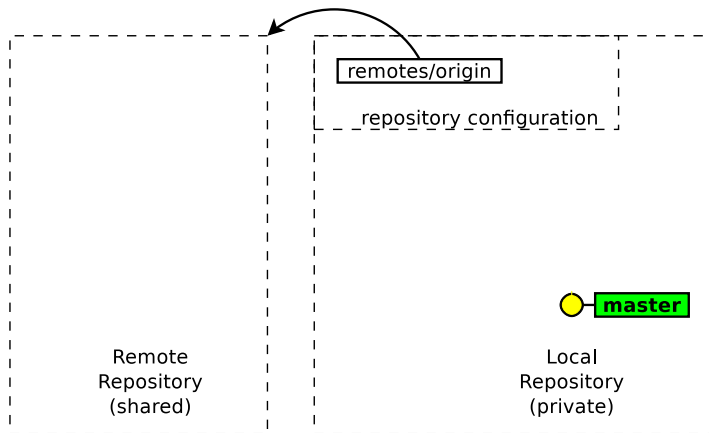 remotes/origin
repository configuration
master
Remote
Repository
(shared)
Local
Repository
(private)